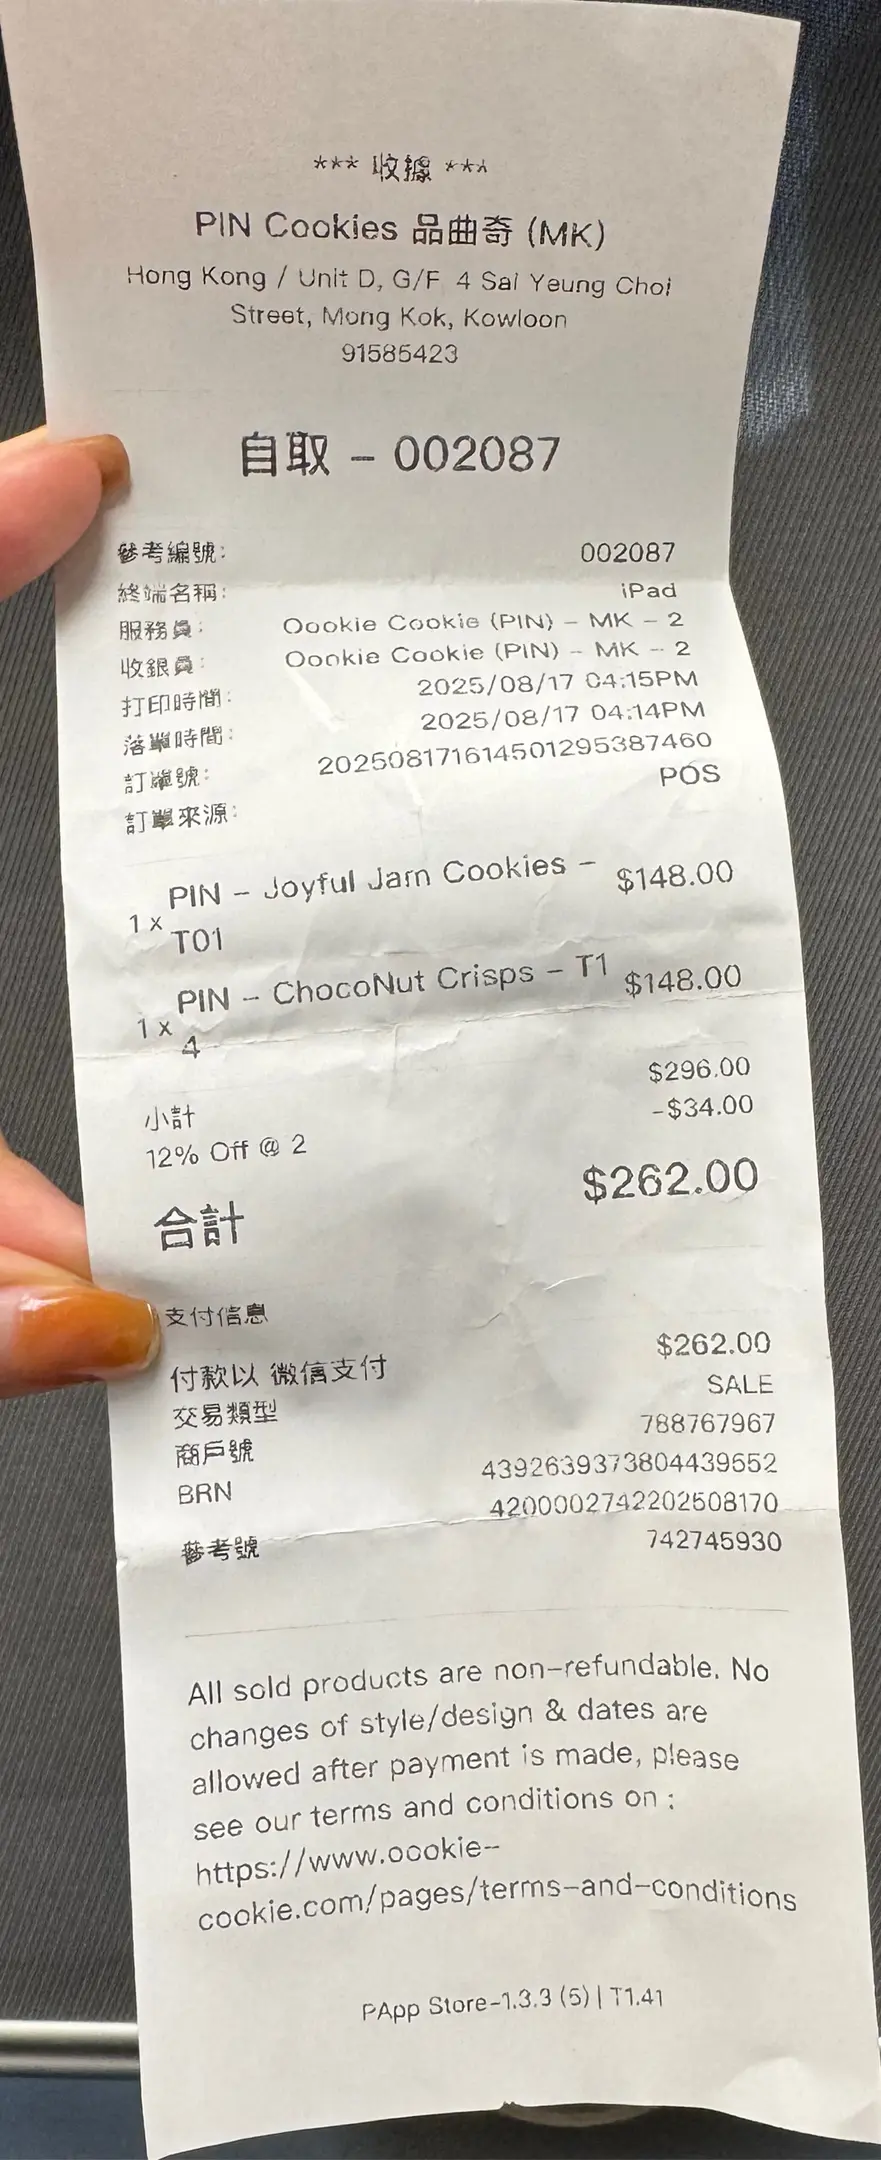 *** 收據 ***
PIN Cookies 品曲奇 (MK)
Hong Kong / Unit D, G/F 4 Sai Yeung Choi
Street, Mong Kok, Kowloon
91585423
自取 - 002087
參考編號: 002087
終端名稱: iPad
服務員: Oookie Cookie (PIN) - MK - 2
收銀員: Oookie Cookie (PIN) - MK - 2
打印時間: 2025/08/17 04:15PM
落單時間: 2025/08/17 04:14PM
訂單號: 2025081716145012953​87460
訂單來源: POS
1 x PIN - Joyful Jarn Cookies - $148.00
T01
1 x PIN - ChocoNut Crisps - T1 $148.00
4
小計 $296.00
12% Off @ 2 -$34.00
合計 $262.00
支付信息
付款以 微信支付 $262.00
交易類型 SALE
商戶號 788767967
BRN 4392639373804439552
參考號 4200002742202508170
742745930
All sold products are non-refundable. No
changes of style/design & dates are
allowed after payment is made, please
see our terms and conditions on :
https://www.oookie-
cookie.com/pages/terms-and-conditions
PApp Store-1.3.3 (5) | T1.41